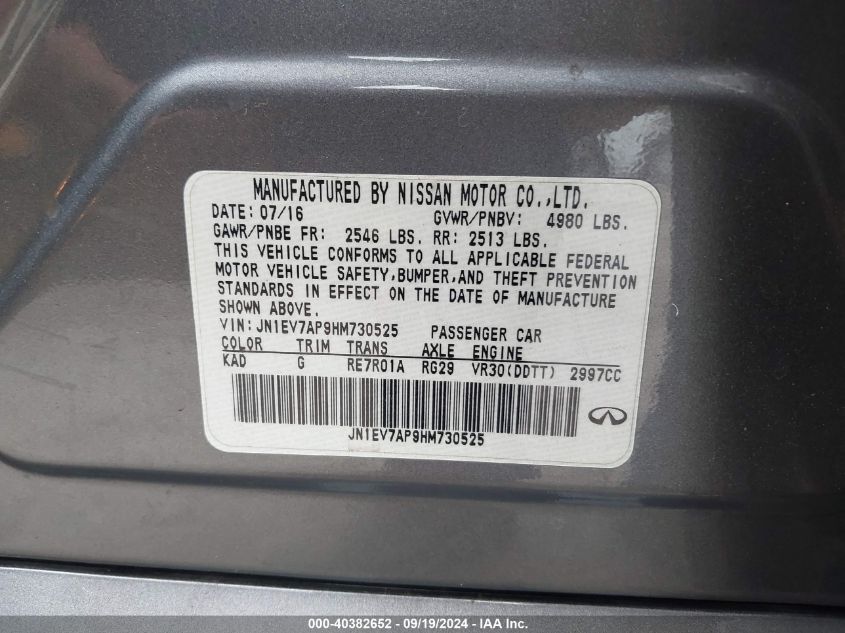 MANUFACTURED BY NISSAN MOTOR CO.,LTD.
DATE: 07/16 GVWR/PNBV: 4980 LBS.
GAWR/PNBE FR: 2546 LBS. RR: 2513 LBS.
THIS VEHICLE CONFORMS TO ALL APPLICABLE FEDERAL
MOTOR VEHICLE SAFETY,BUMPER,AND THEFT PREVENTION
STANDARDS IN EFFECT ON THE DATE OF MANUFACTURE
SHOWN ABOVE.
VIN: JN1EV7AP9HM730525 PASSENGER CAR
COLOR TRIM TRANS AXLE ENGINE
KAD G RE7R01A RG29 VR30(DDTT) 2997CC
JN1EV7AP9HM730525
000-40382652 - 09/19/2024 - IAA, Inc.